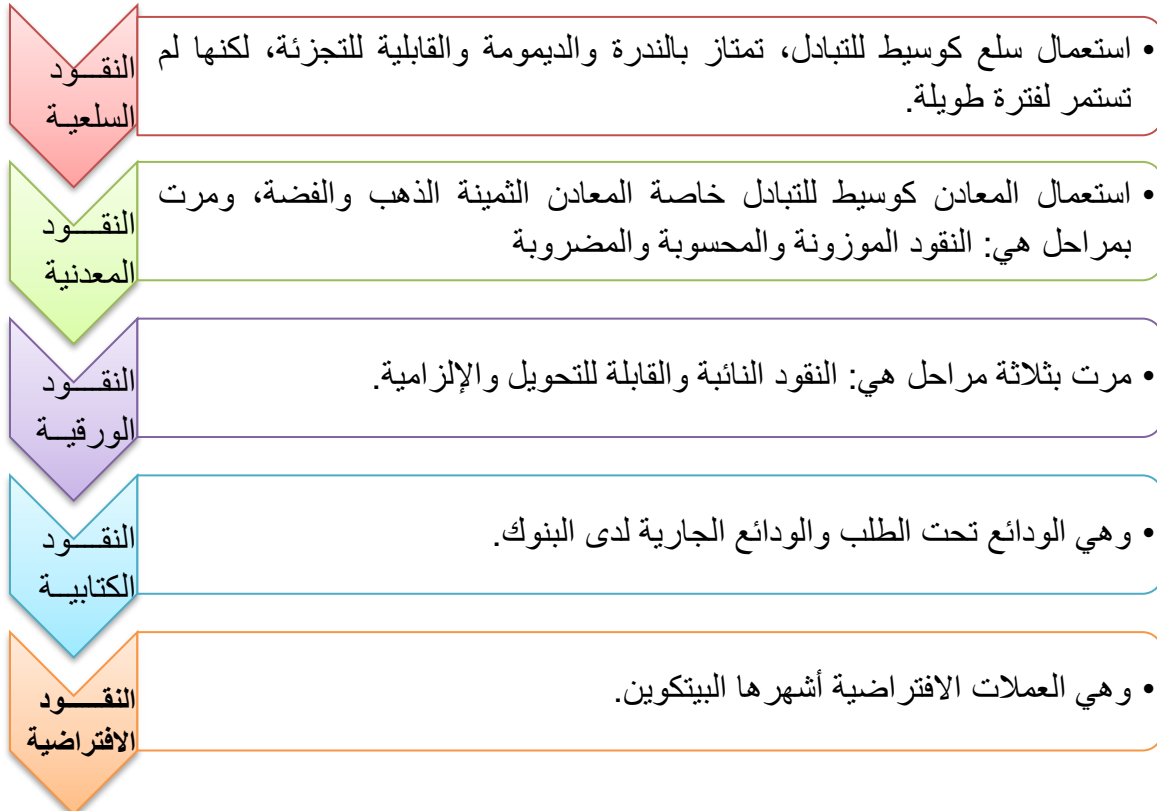 النقــود
السلعيـة
• استعمال سلع كوسيط للتبادل، تمتاز بالندرة والديمومة والقابلية للتجزئة، لكنها لم
تستمر لفترة طويلة.
النقــود
المعدنية
• استعمال المعادن كوسيط للتبادل خاصة المعادن الثمينة الذهب والفضة، ومرت
بمراحل هي: النقود الموزونة والمحسوبة والمضروبة
النقــود
الورقيــة
• مرت بثلاثة مراحل هي: النقود النائبة والقابلة للتحويل والإلزامية.
النقــود
الكتابيــة
• وهي الودائع تحت الطلب والودائع الجارية لدى البنوك.
النقــود
الافتراضية
• وهي العملات الافتراضية أشهرها البيتكوين.